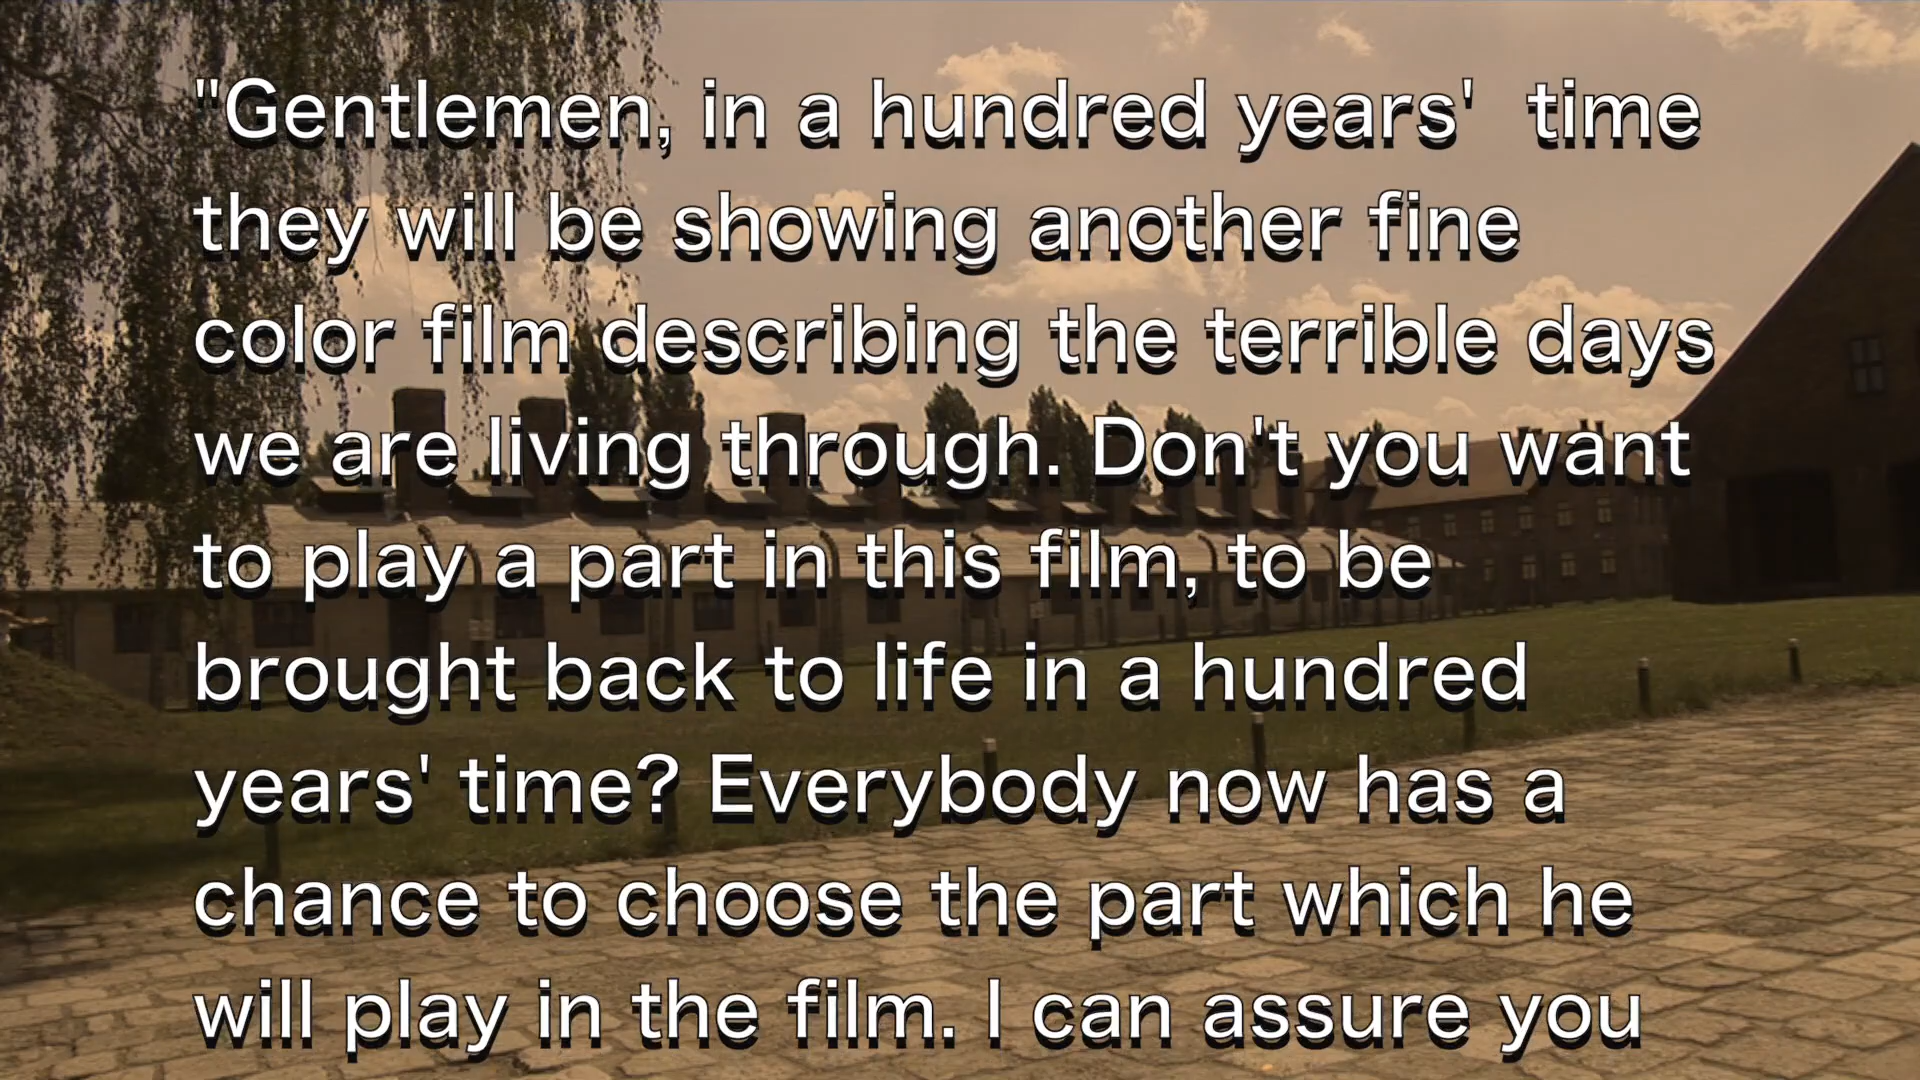 "Gentlemen, in a hundred years'  time
they will be showing another fine
color film describing the terrible days
we are living through. Don't you want
to play a part in this film, to be
brought back to life in a hundred
years' time? Everybody now has a
chance to choose the part which he
will play in the film. I can assure you